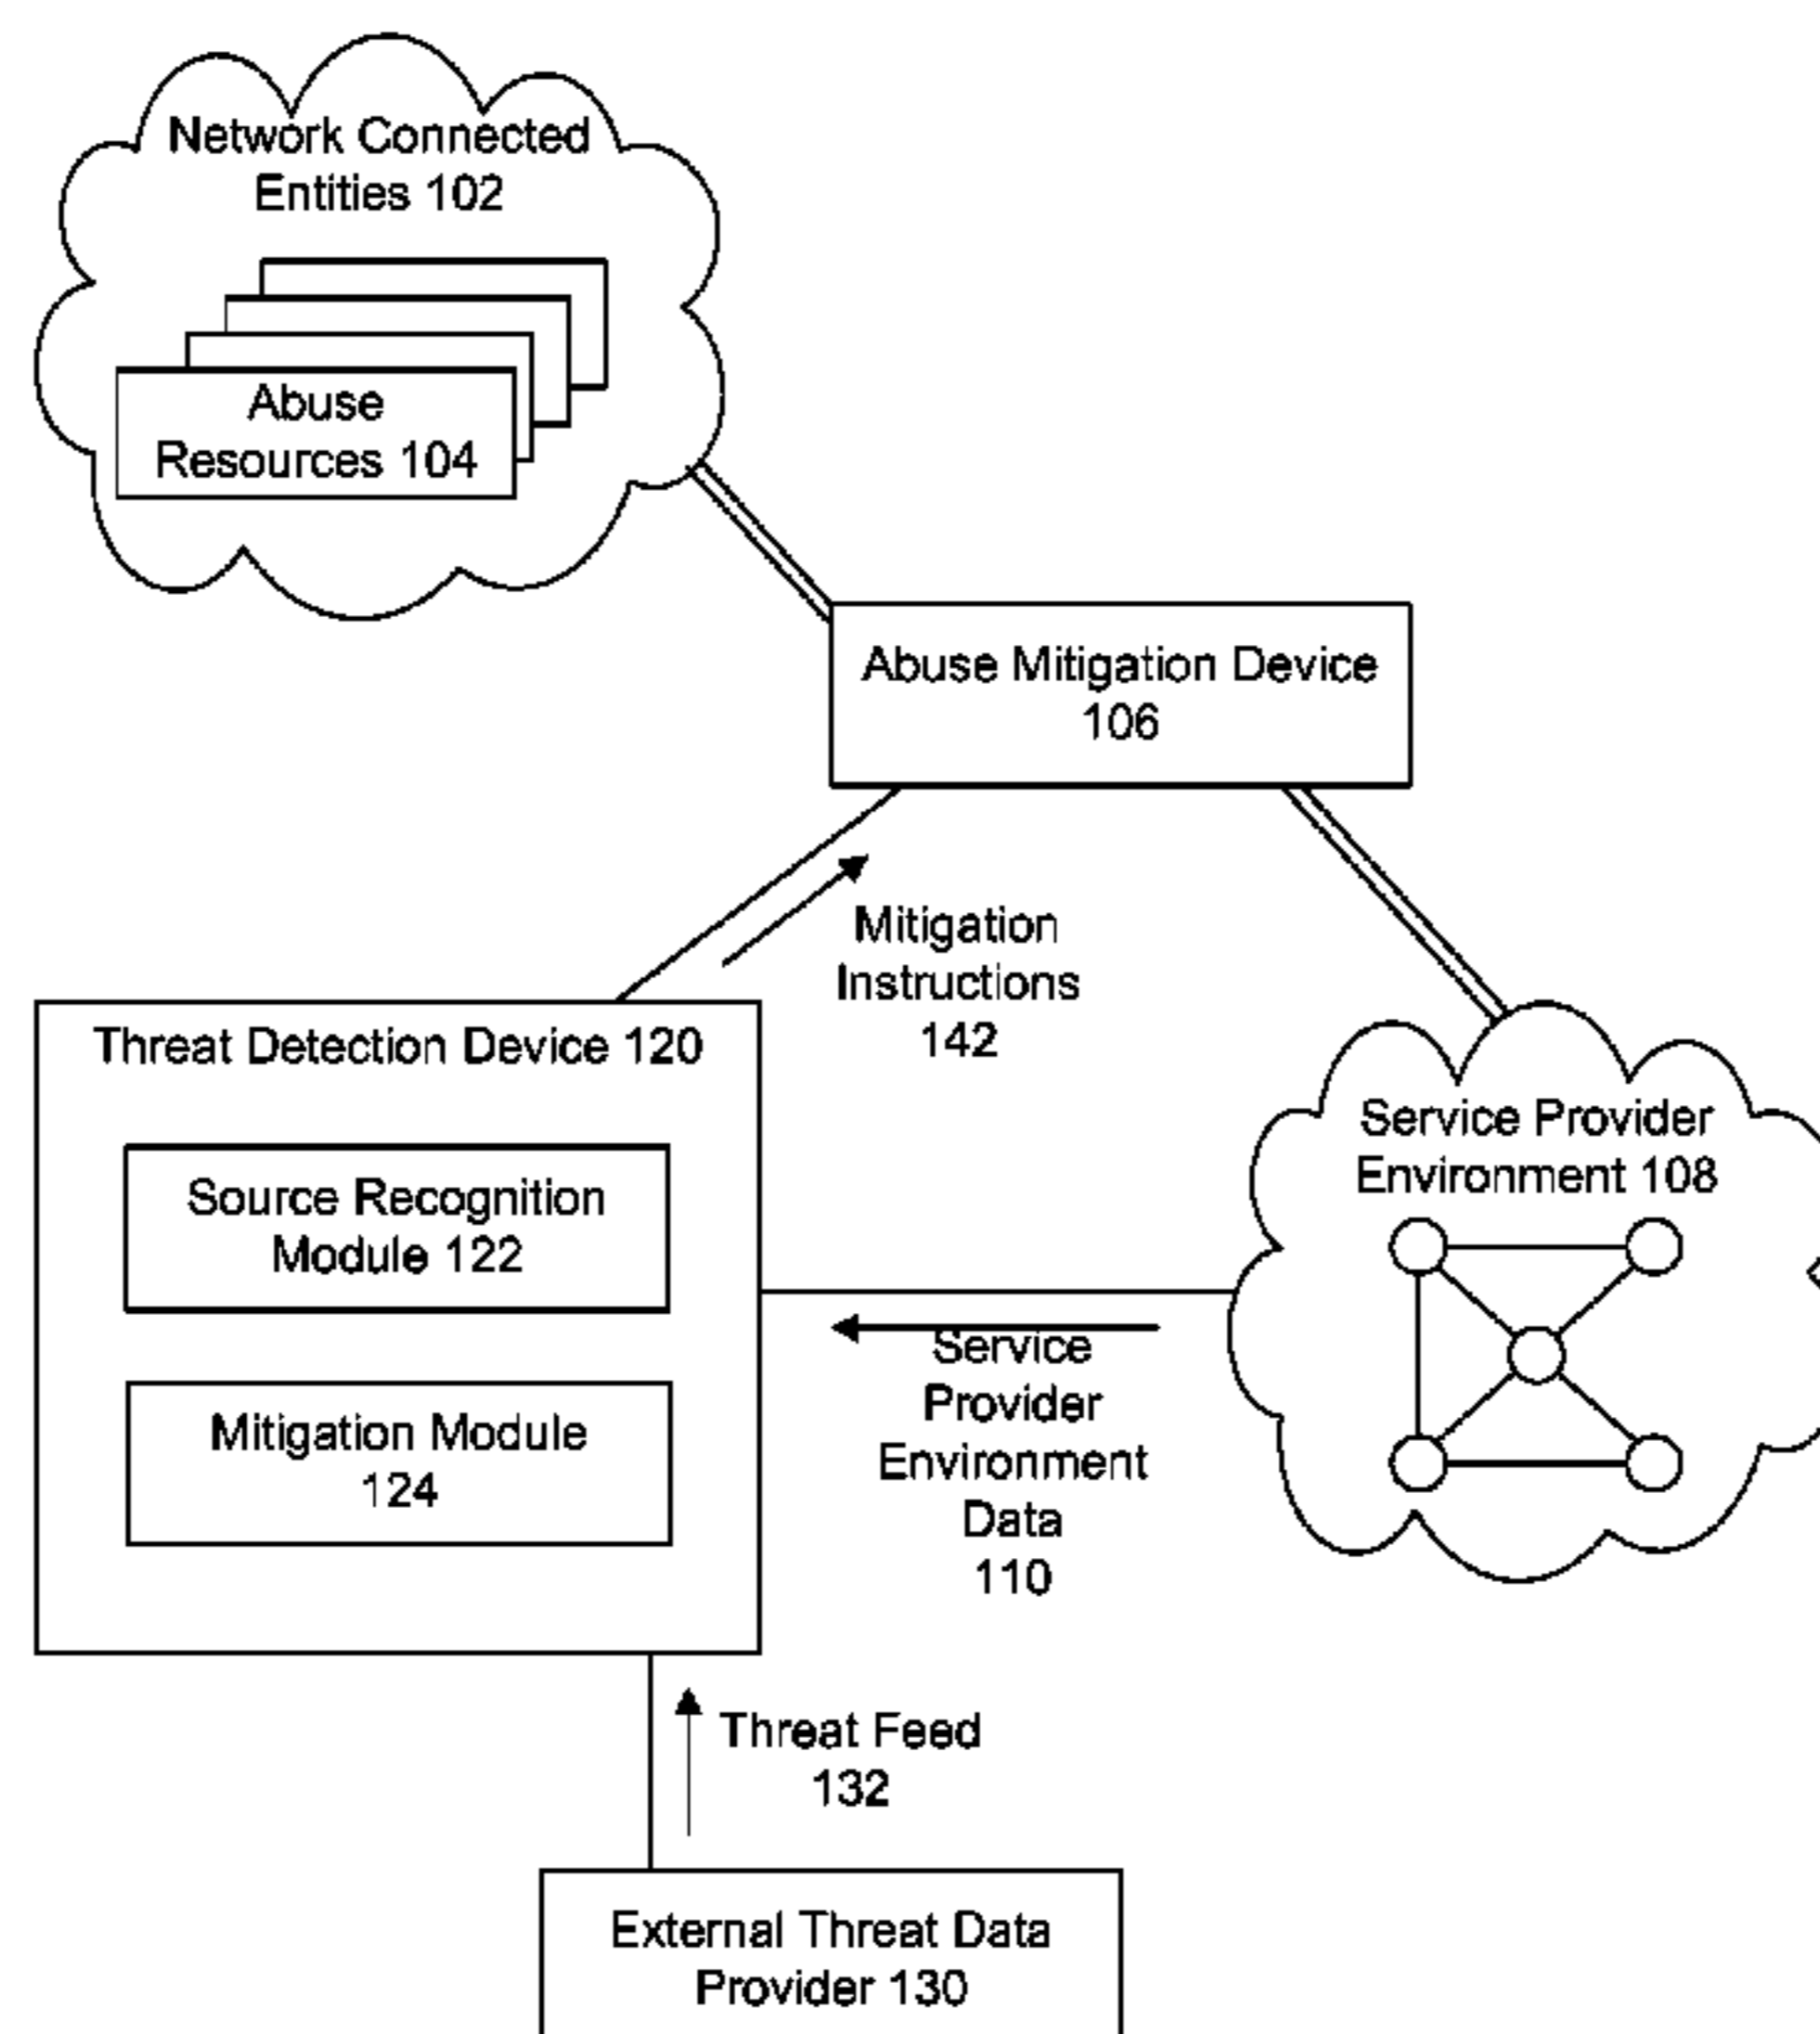 Network Connected
Entities 102
Abuse
Resources 104
Abuse Mitigation Device
106
Mitigation
Instructions
142
Threat Detection Device 120
Source Recognition
Module 122
Mitigation Module
124
Service Provider
Environment 108
Service
Provider
Environment
Data
110
Threat Feed
132
External Threat Data
Provider 130